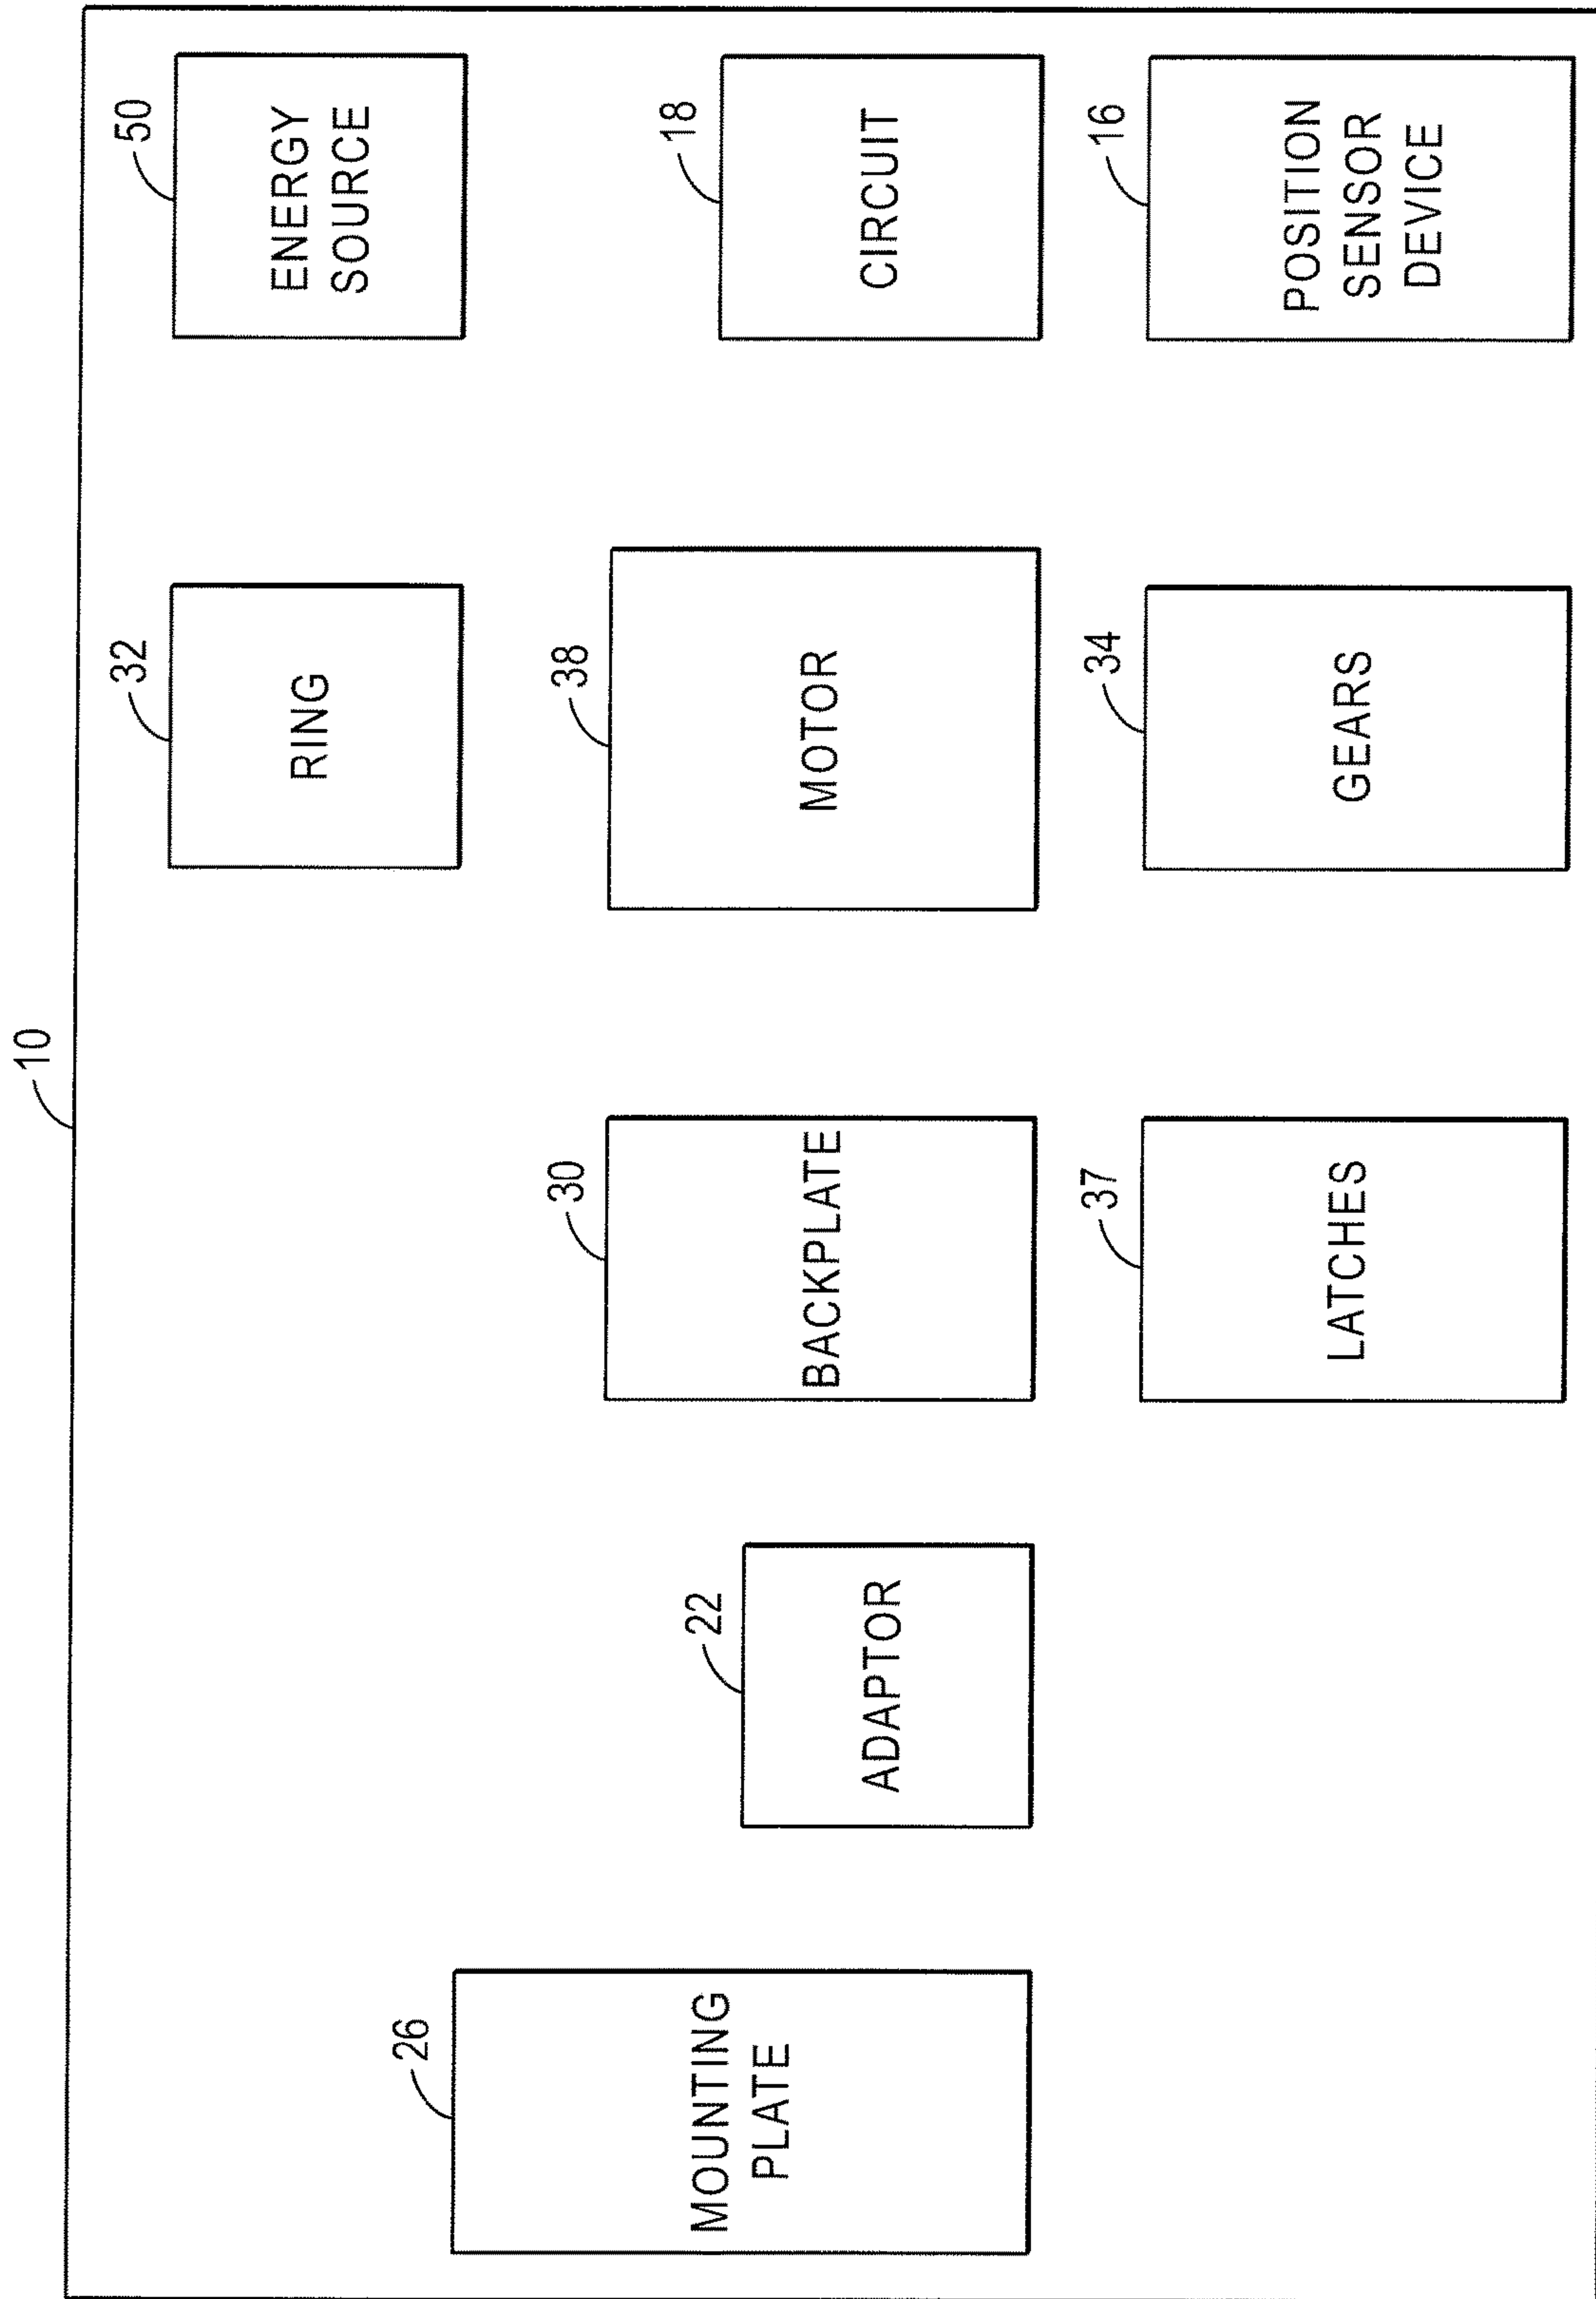 10
32
RING
50
ENERGY
SOURCE
26
MOUNTING
PLATE
22
ADAPTOR
30
BACKPLATE
38
MOTOR
18
CIRCUIT
37
LATCHES
34
GEARS
16
POSITION
SENSOR
DEVICE